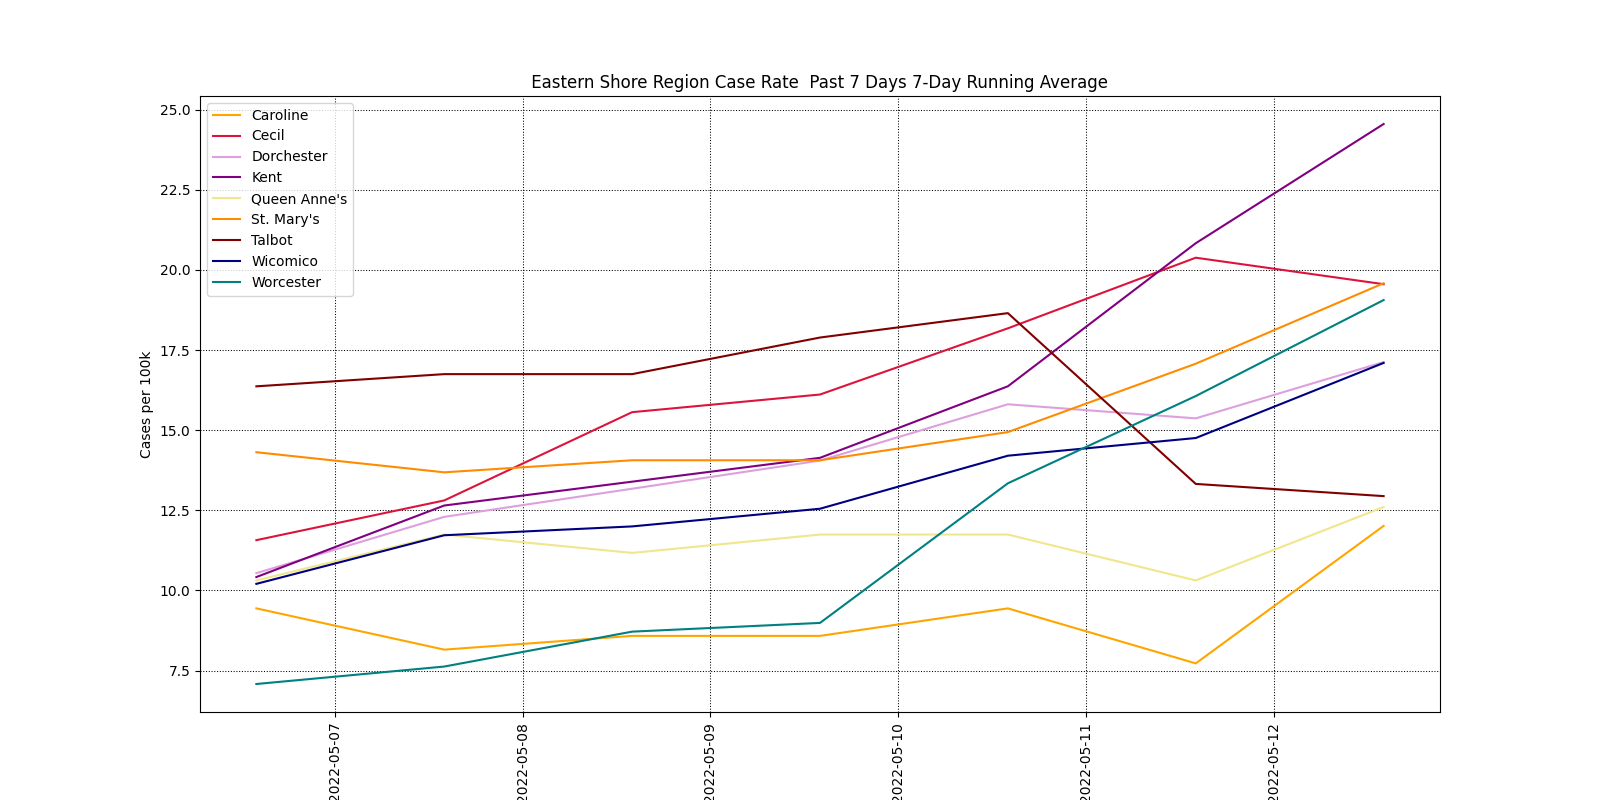 Eastern Shore Region Case Rate  Past 7 Days 7-Day Running Average
Cases per 100k
25.0
22.5
20.0
17.5
15.0
12.5
10.0
7.5
Caroline
Cecil
Dorchester
Kent
Queen Anne's
St. Mary's
Talbot
Wicomico
Worcester
2022-05-07
2022-05-08
2022-05-09
2022-05-10
2022-05-11
2022-05-12